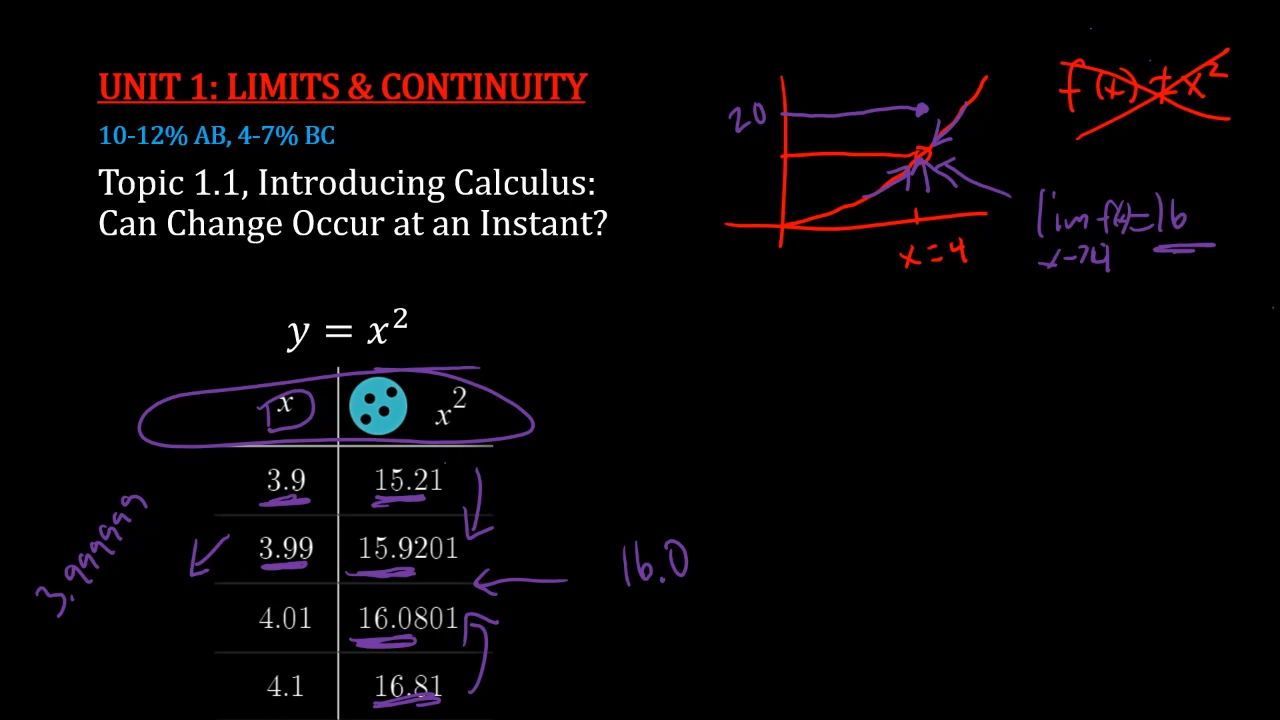 UNIT 1: LIMITS & CONTINUITY
10-12% AB, 4-7% BC
Topic 1.1, Introducing Calculus:
Can Change Occur at an Instant?
20
f(x) = x²
x = 4
lim f(x) = 16
x→4
y = x²
x x²
3.9 15.21
3.99 15.9201
4.01 16.0801
4.1 16.81
3.999999
16.0